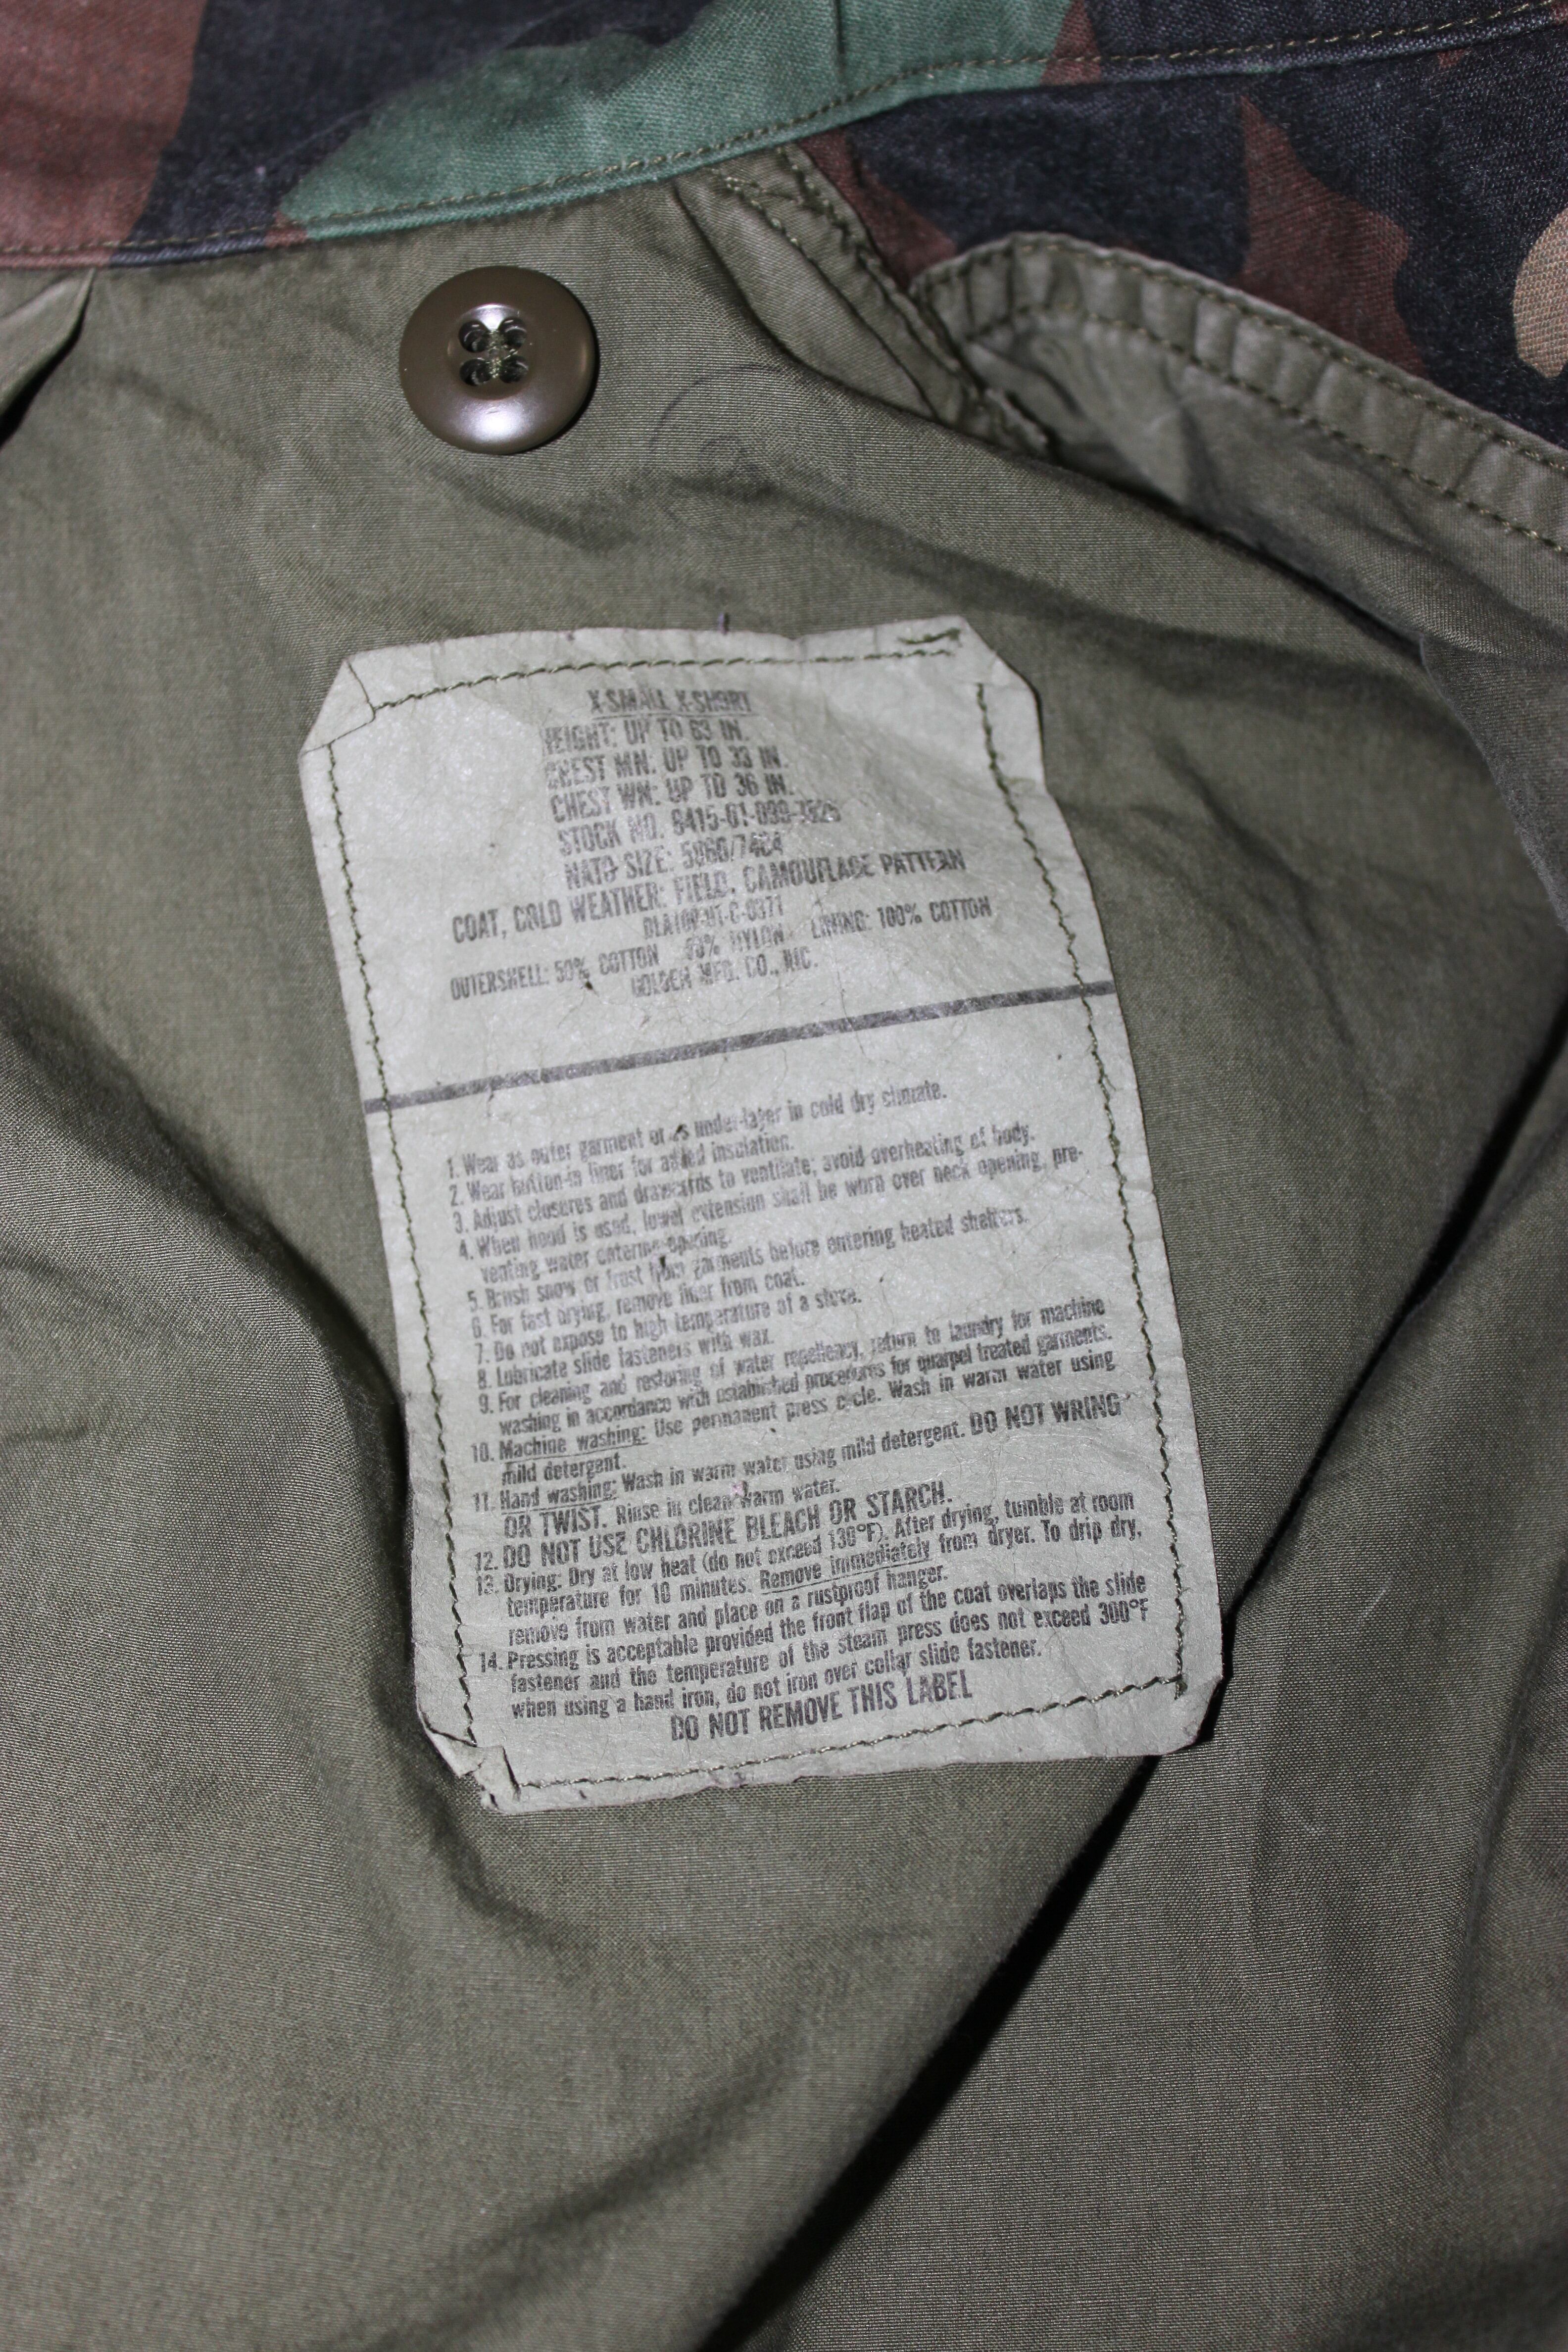 X-SMALL X-SHORT
HEIGHT: UP TO 63 IN.
CHEST MN. UP TO 33 IN.
CHEST WN: UP TO 36 IN.
STOCK NO. 8415-01-099-
NATO SIZE:
COAT, COLD WEATHER: FIELD, CAMOUFLAGE PATTERN
OUTERSHELL: 50% COTTON NYLON LINING: 100% COTTON
GOLDEN MFG. CO., INC.
1. Wear as outer garment or as under-layer in cold dry climate.
2. Wear button-in liner for added insulation.
3. Adjust closures and drawcords to ventilate; avoid overheating of body.
4. When hood is used, lower extension shall be worn over neck opening, pre-
venting water entering opening.
5. Brush snow or frost from garments before entering heated shelters.
6. For fast drying, remove liner from coat.
7. Do not expose to high temperature of a stove.
8. Lubricate slide fasteners with wax.
9. For cleaning and restoring of water repellency, return to laundry for machine
washing in accordance with established procedures for quarpel treated garments.
10. Machine washing: Use permanent press cycle. Wash in warm water using
mild detergent.
11. Hand washing: Wash in warm water using mild detergent. DO NOT WRING
OR TWIST. Rinse in clean warm water.
12. DO NOT USE CHLORINE BLEACH OR STARCH.
13. Drying: Dry at low heat (do not exceed 130°F). After drying, tumble at room
temperature for 10 minutes. Remove immediately from dryer. To drip dry,
remove from water and place on a rustproof hanger.
14. Pressing is acceptable provided the front flap of the coat overlaps the slide
fastener and the temperature of the steam press does not exceed 300°F
when using a hand iron, do not iron over collar slide fastener.
DO NOT REMOVE THIS LABEL